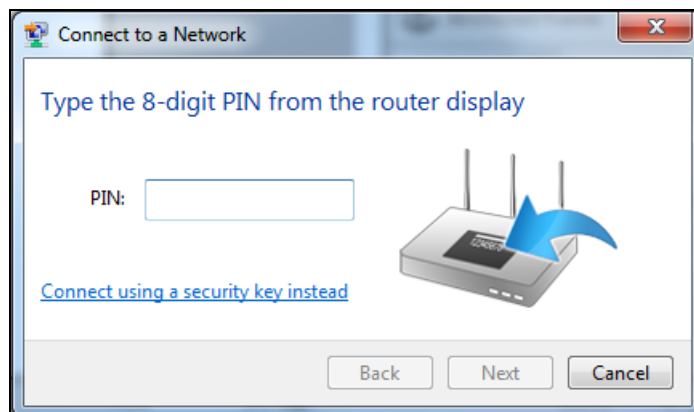 Connect to a Network
Type the 8-digit PIN from the router display
12345678
PIN:
Connect using a security key instead
Back Next Cancel